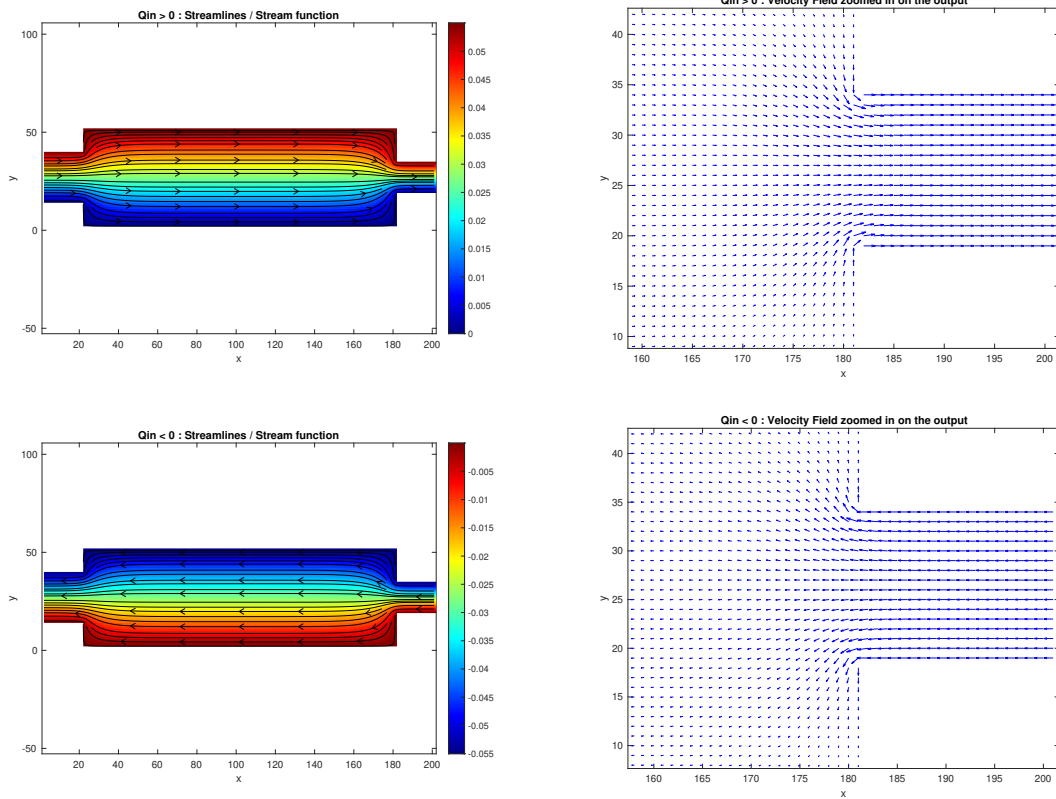 Qin > 0 : Streamlines / Stream function
100
50
0
-50
y
20 40 60 80 100 120 140 160 180 200
x
0.05
0.045
0.04
0.035
0.03
0.025
0.02
0.015
0.01
0.005
0
Qin > 0 : Velocity Field zoomed in on the output
40
35
30
25
20
15
10
y
160 165 170 175 180 185 190 195 200
x
Qin < 0 : Streamlines / Stream function
100
50
0
-50
y
20 40 60 80 100 120 140 160 180 200
x
-0.005
-0.01
-0.015
-0.02
-0.025
-0.03
-0.035
-0.04
-0.045
-0.05
-0.055
Qin < 0 : Velocity Field zoomed in on the output
40
35
30
25
20
15
10
y
160 165 170 175 180 185 190 195 200
x